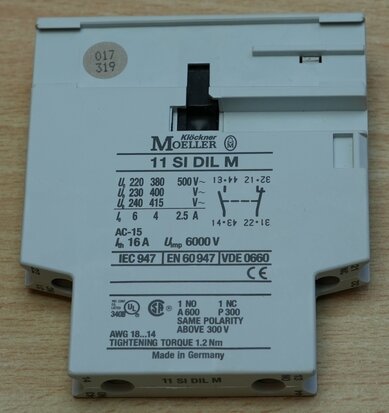 017
319
Klöckner
MOELLER
11 SI DIL M
Ue 220 380 500 V~
Ue 230 400 V~
Ue 240 415 V~
Ie 6 4 2.5 A
AC-15
Ith 16 A Uimp 6000 V
IEC 947 EN 60947 VDE 0660
CE
LISTED 340B
1 NO 1 NC
A 600 P 300
SAME POLARITY
ABOVE 300 V
AWG 18...14
TIGHTENING TORQUE 1.2 Nm
Made in Germany
11 SI DIL M